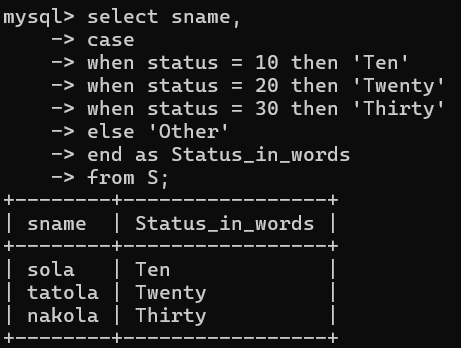 mysql> select sname,
    -> case
    -> when status = 10 then 'Ten'
    -> when status = 20 then 'Twenty'
    -> when status = 30 then 'Thirty'
    -> else 'Other'
    -> end as Status_in_words
    -> from S;
+--------+-----------------+
| sname  | Status_in_words |
+--------+-----------------+
| sola   | Ten             |
| tatola | Twenty          |
| nakola | Thirty          |
+--------+-----------------+